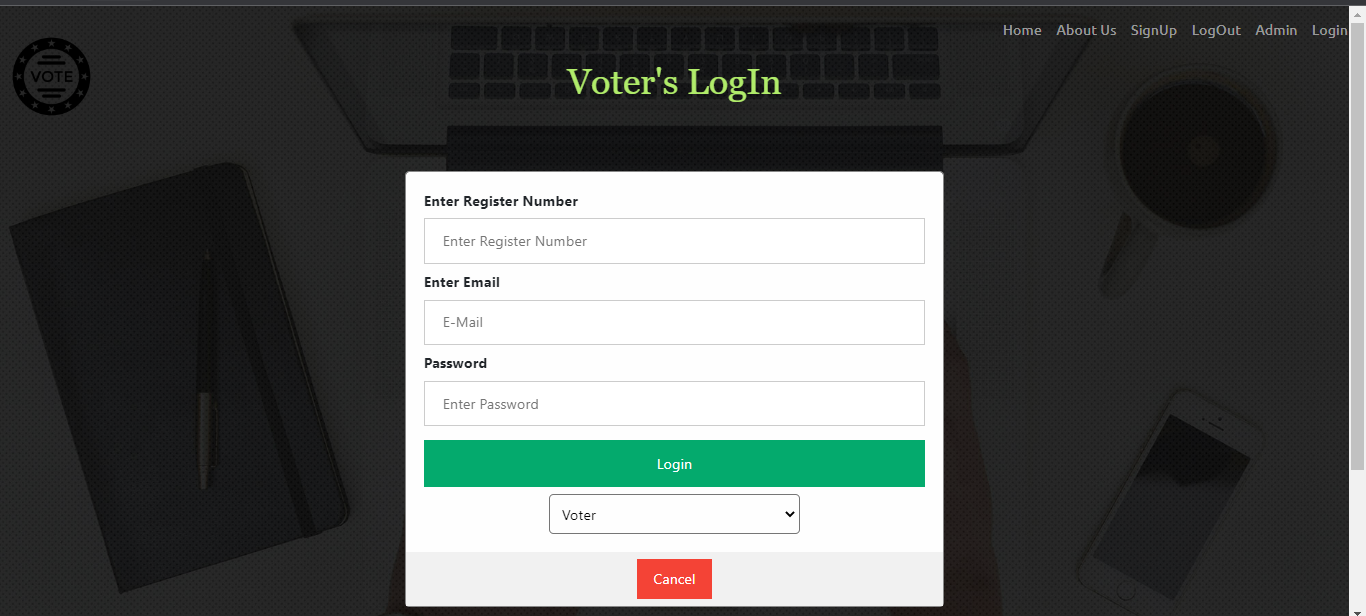 Home About Us SignUp LogOut Admin Login
VOTE
Voter's LogIn
Enter Register Number
Enter Register Number
Enter Email
E-Mail
Password
Enter Password
Login
Voter
Cancel